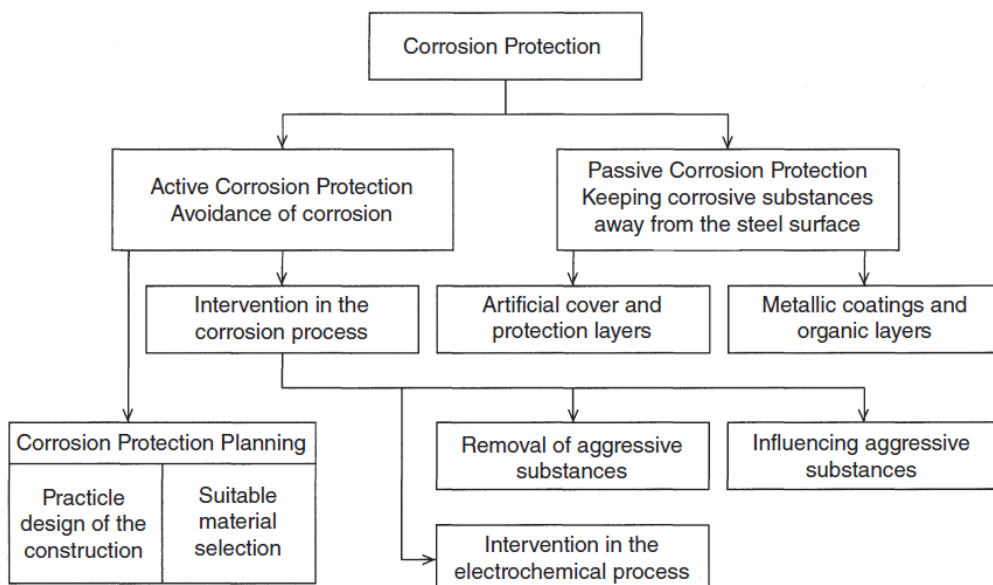 Corrosion Protection
Active Corrosion Protection
Avoidance of corrosion
Passive Corrosion Protection
Keeping corrosive substances
away from the steel surface
Intervention in the
corrosion process
Artificial cover and
protection layers
Metallic coatings and
organic layers
Corrosion Protection Planning
Practicle
design of the
construction
Suitable
material
selection
Removal of aggressive
substances
Influencing aggressive
substances
Intervention in the
electrochemical process